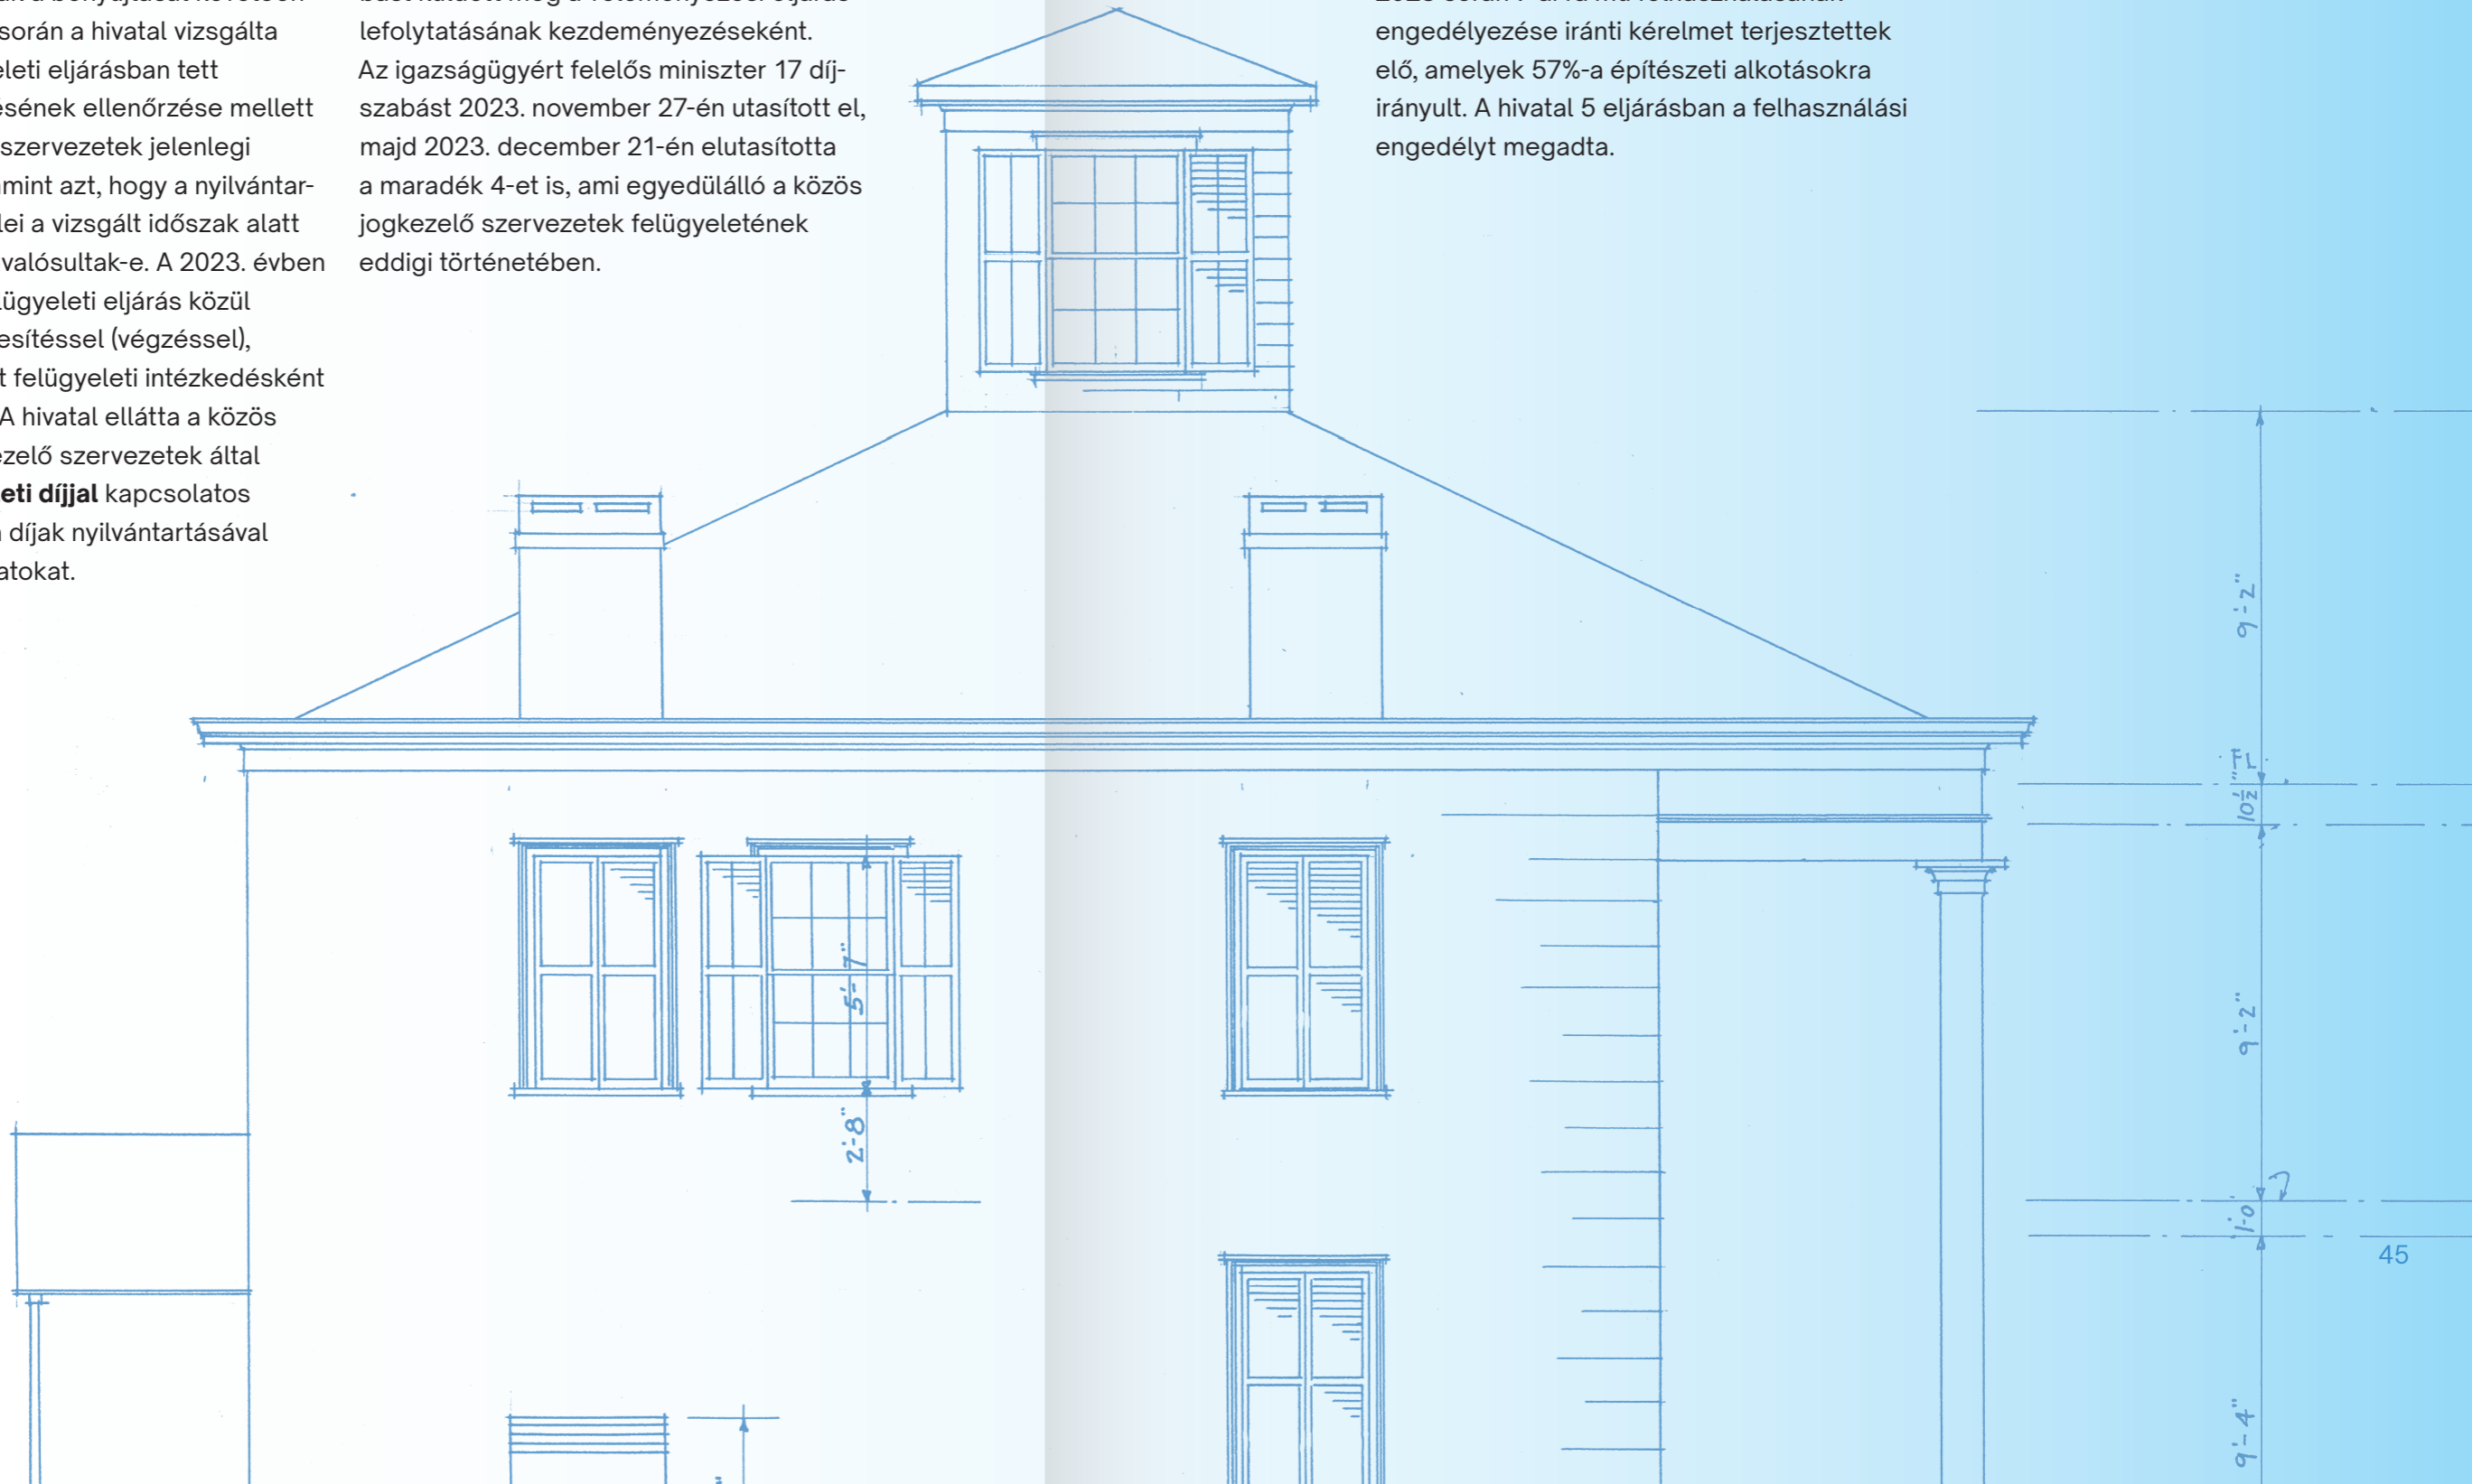 során a hivatal vizsgálta
eleti eljárásban tett
ésének ellenőrzése mellett
szervezetek jelenlegi
amint azt, hogy a nyilvántar-
lei a vizsgált időszak alatt
valósultak-e. A 2023. évben
lügyeleti eljárás közül
esítéssel (végzéssel),
t felügyeleti intézkedésként
A hivatal ellátta a közös
ezelő szervezetek által
eti díjjal kapcsolatos
a díjak nyilvántartásával
atokat.
lefolytatásának kezdeményezéseként.
Az igazságügyért felelős miniszter 17 díj-
szabást 2023. november 27-én utasított el,
majd 2023. december 21-én elutasította
a maradék 4-et is, ami egyedülálló a közös
jogkezelő szervezetek felügyeletének
eddigi történetében.
engedélyezése iránti kérelmet terjesztettek
elő, amelyek 57%-a építészeti alkotásokra
irányult. A hivatal 5 eljárásban a felhasználási
engedélyt megadta.
9'-2"
10½"
9'-2"
1'-0"
9'-4"
5'-7"
2'-8"
45